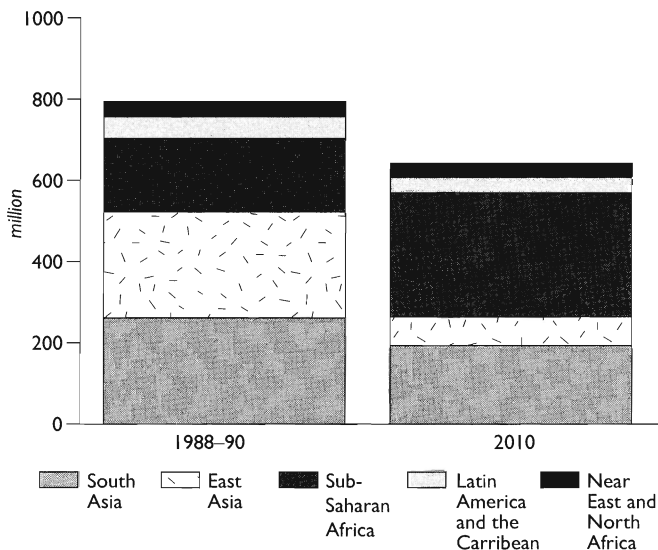 1000
800
600
million
400
200
0
1988–90
2010
South
Asia
East
Asia
Sub-
Saharan
Africa
Latin
America
and the
Carribean
Near
East and
North
Africa